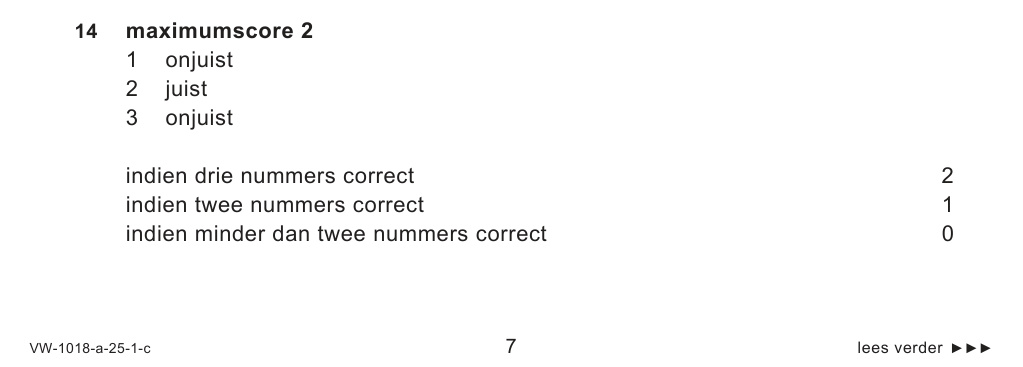 14 maximumscore 2
1 onjuist
2 juist
3 onjuist
indien drie nummers correct 2
indien twee nummers correct 1
indien minder dan twee nummers correct 0
VW-1018-a-25-1-c 7 lees verder ►►►